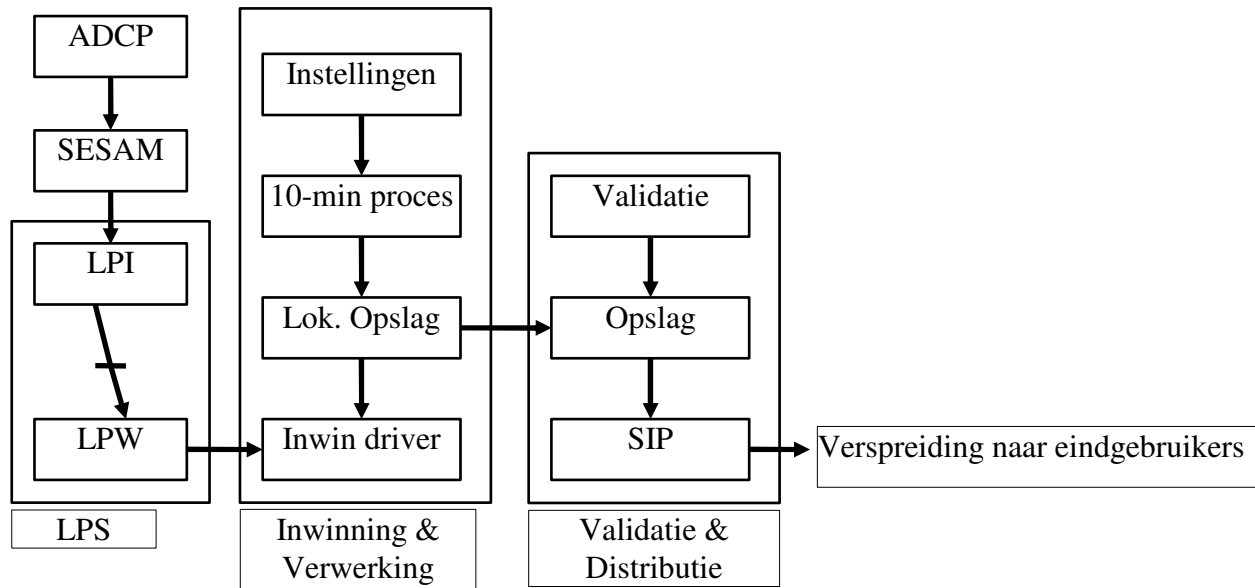 ADCP
SESAM
LPI
LPW
LPS
Instellingen
10-min proces
Lok. Opslag
Inwin driver
Inwinning &
Verwerking
Validatie
Opslag
SIP
Validatie &
Distributie
Verspreiding naar eindgebruikers